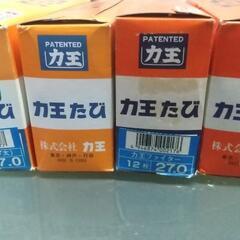 PATENTED
力王
力王たび
株式会社 力王
PATENTED
力王
力王たび
力王ファイター
12枚 27.0
7.0
株式会社